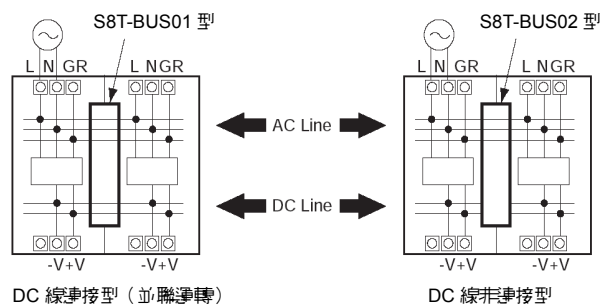 S8T-BUS01 型
S8T-BUS02 型
L N GR
L N GR
L N GR
L N GR
AC Line
DC Line
-V+V
-V+V
-V+V
-V+V
DC 線連接型（並聯運轉）
DC 線非連接型